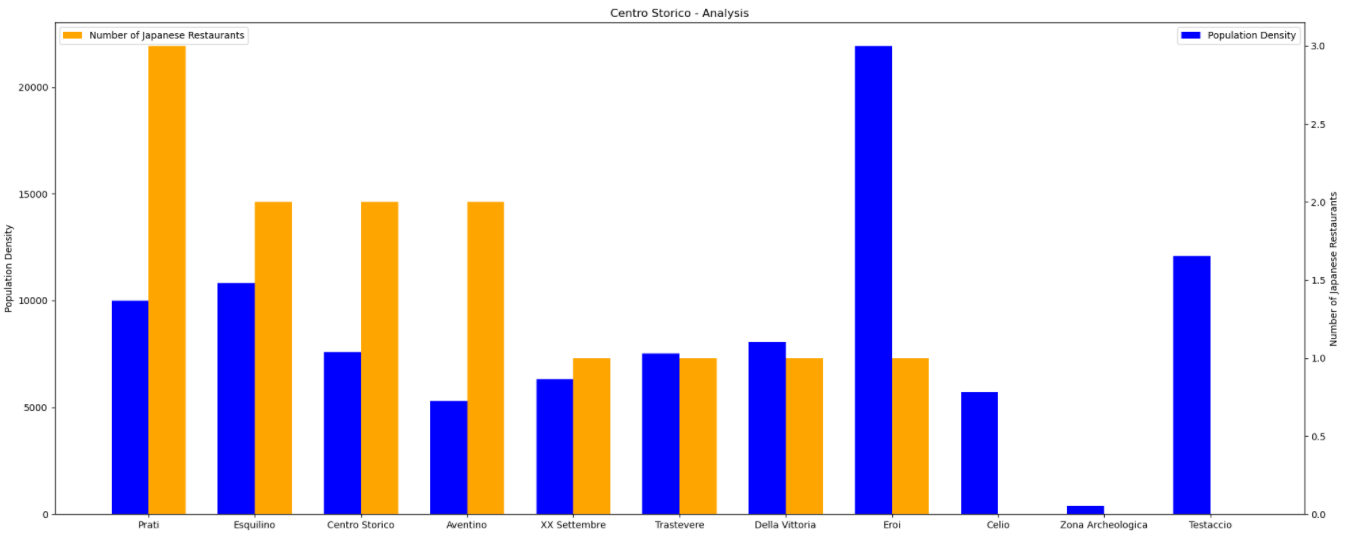 Centro Storico - Analysis
Number of Japanese Restaurants
Population Density
20000
15000
10000
5000
0
Population Density
3.0
2.5
2.0
1.5
1.0
0.5
0.0
Number of Japanese Restaurants
Prati
Esquilino
Centro Storico
Aventino
XX Settembre
Trastevere
Della Vittoria
Eroi
Celio
Zona Archeologica
Testaccio